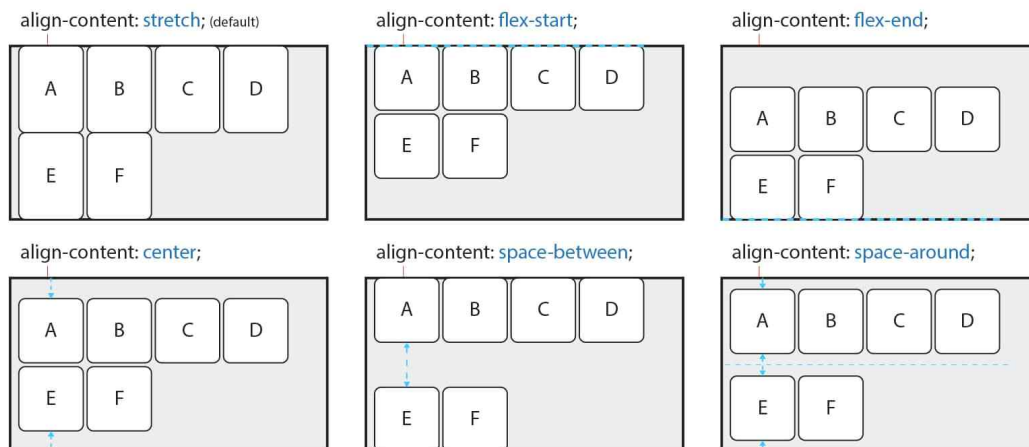 align-content: stretch; (default)
A B C D
E F
align-content: flex-start;
A B C D
E F
align-content: flex-end;
A B C D
E F
align-content: center;
A B C D
E F
align-content: space-between;
A B C D
E F
align-content: space-around;
A B C D
E F